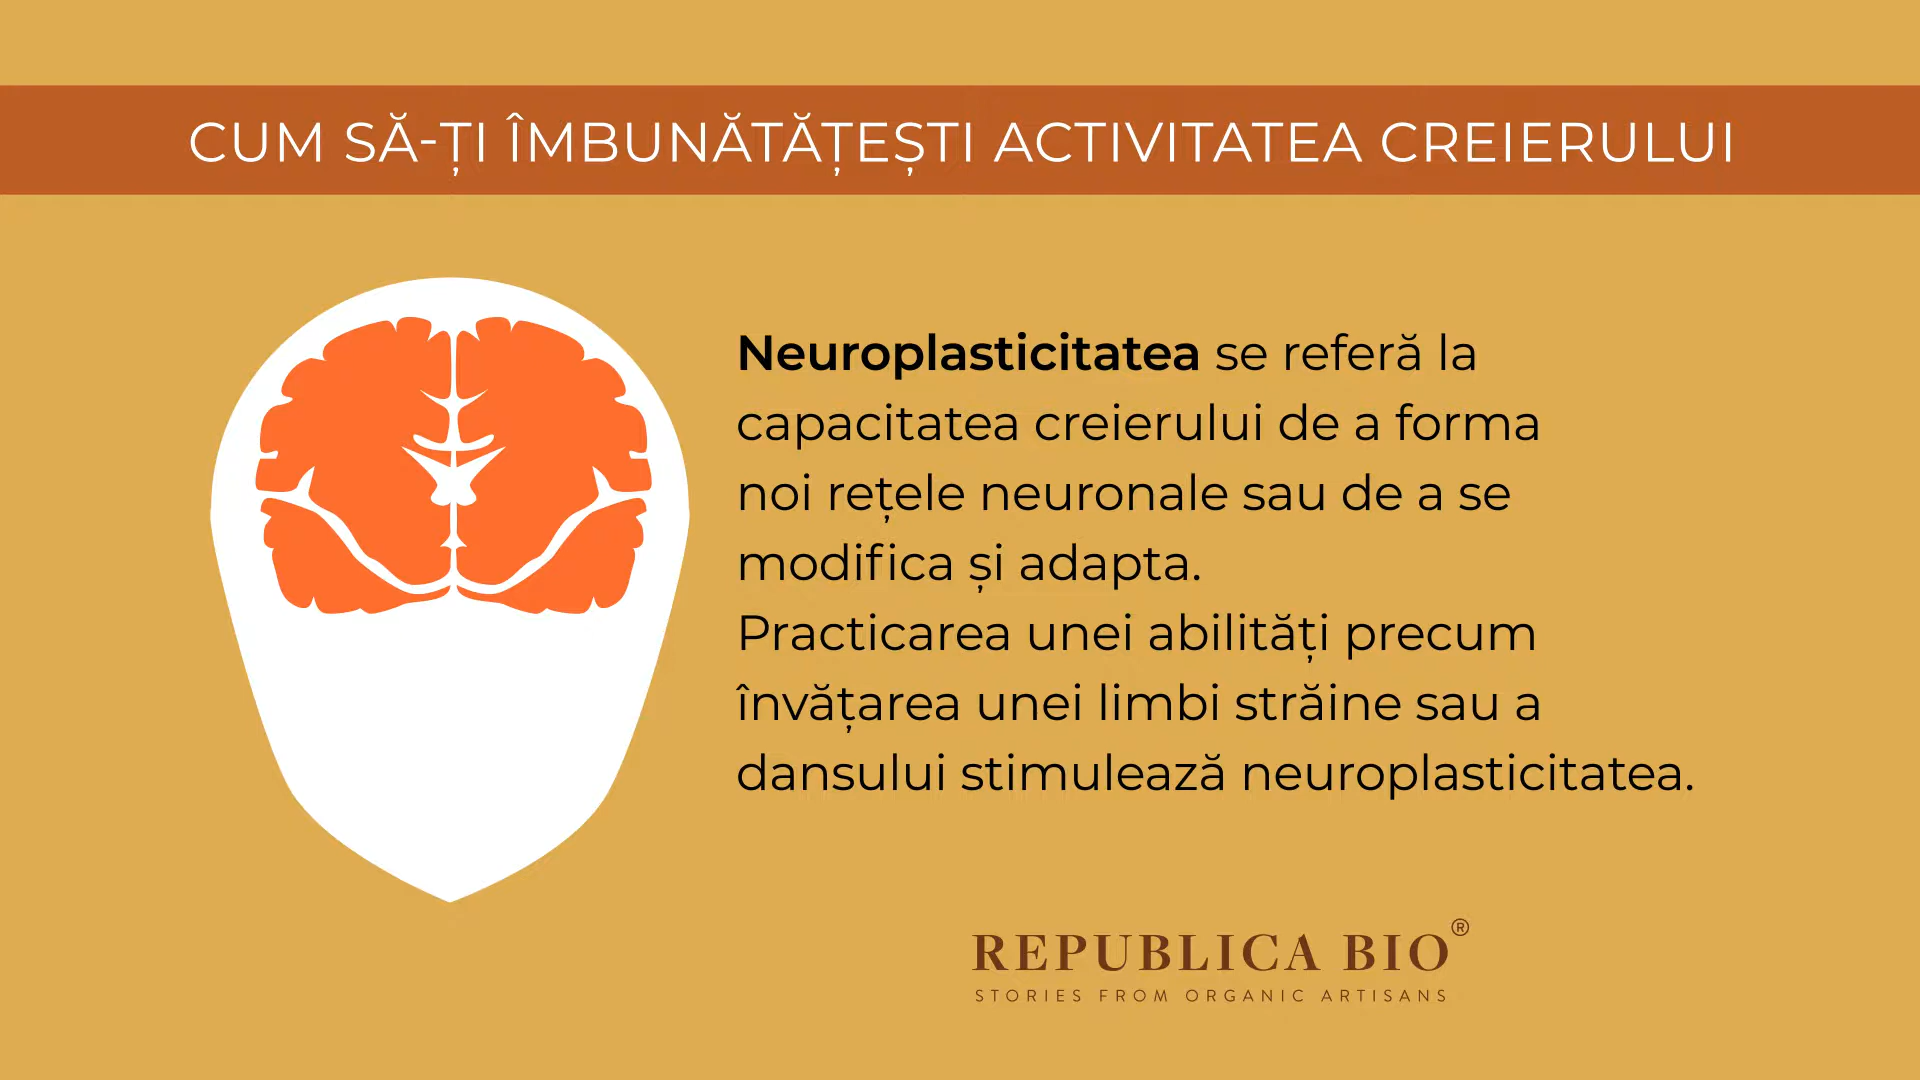 CUM SĂ-ȚI ÎMBUNĂTĂȚEȘTI ACTIVITATEA CREIERULUI
Neuroplasticitatea se referă la
capacitatea creierului de a forma
noi rețele neuronale sau de a se
modifica și adapta.
Practicarea unei abilități precum
învățarea unei limbi străine sau a
dansului stimulează neuroplasticitatea.
REPUBLICA BIO®
STORIES FROM ORGANIC ARTISANS